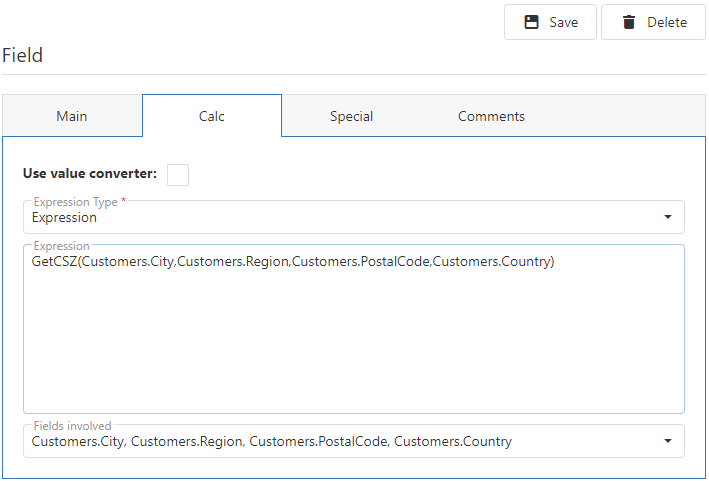 Save
Delete
Field
Main
Calc
Special
Comments
Use value converter:
Expression Type *
Expression
Expression
GetCSZ(Customers.City,Customers.Region,Customers.PostalCode,Customers.Country)
Fields involved
Customers.City, Customers.Region, Customers.PostalCode, Customers.Country